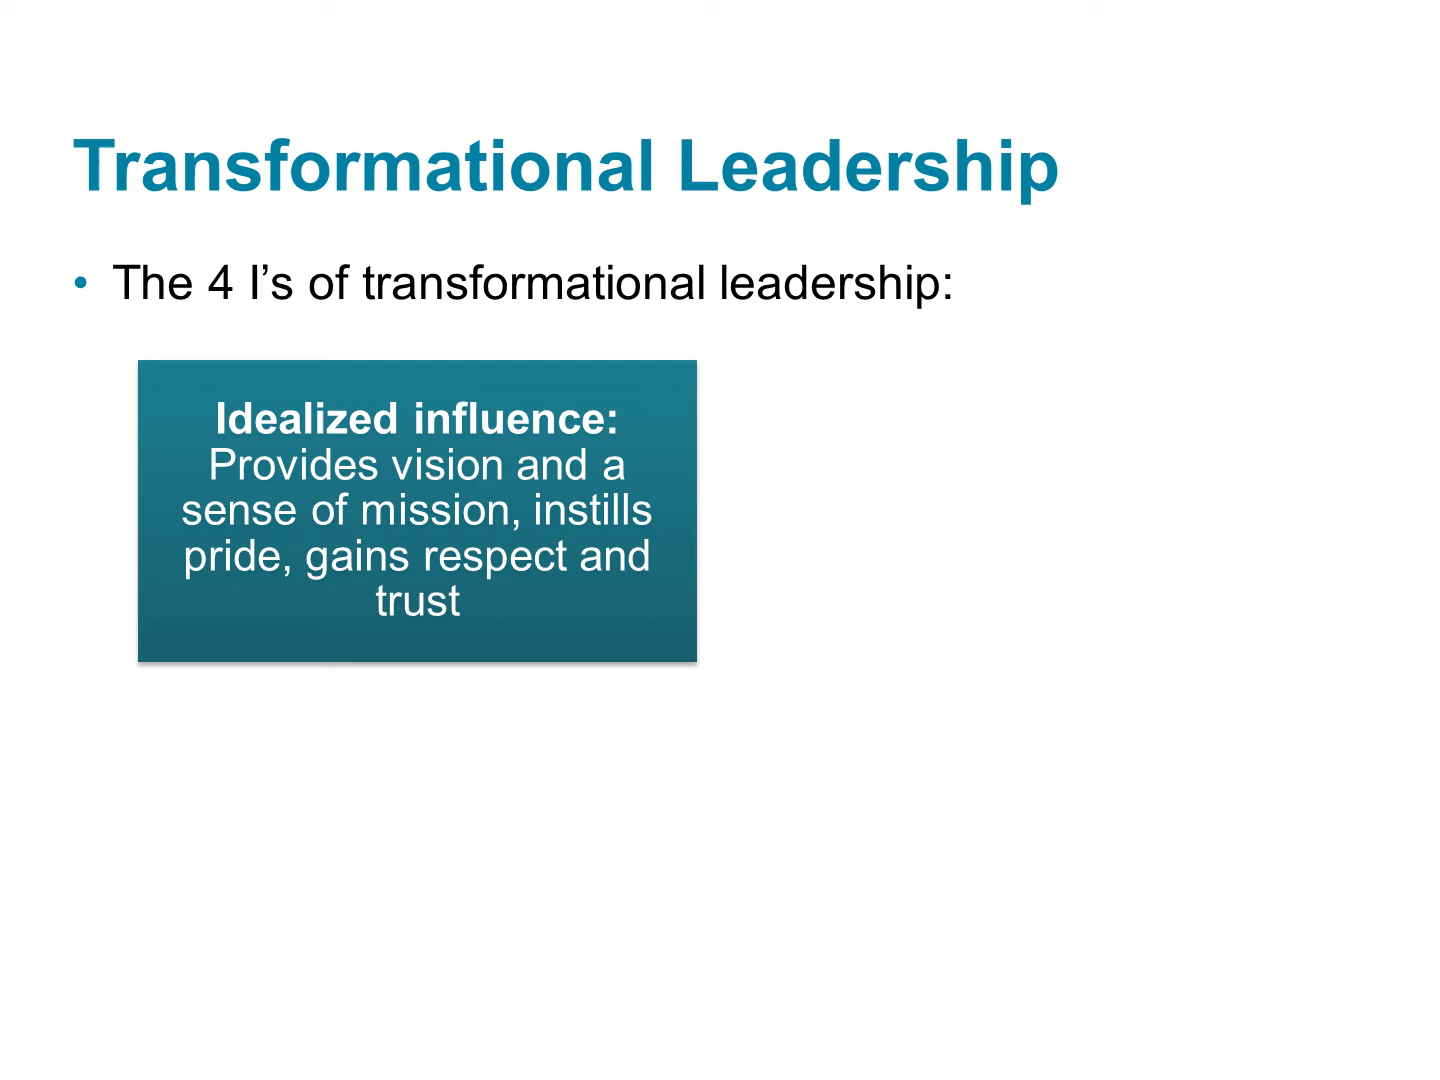 Transformational Leadership
• The 4 I’s of transformational leadership:
Idealized influence:
Provides vision and a
sense of mission, instills
pride, gains respect and
trust